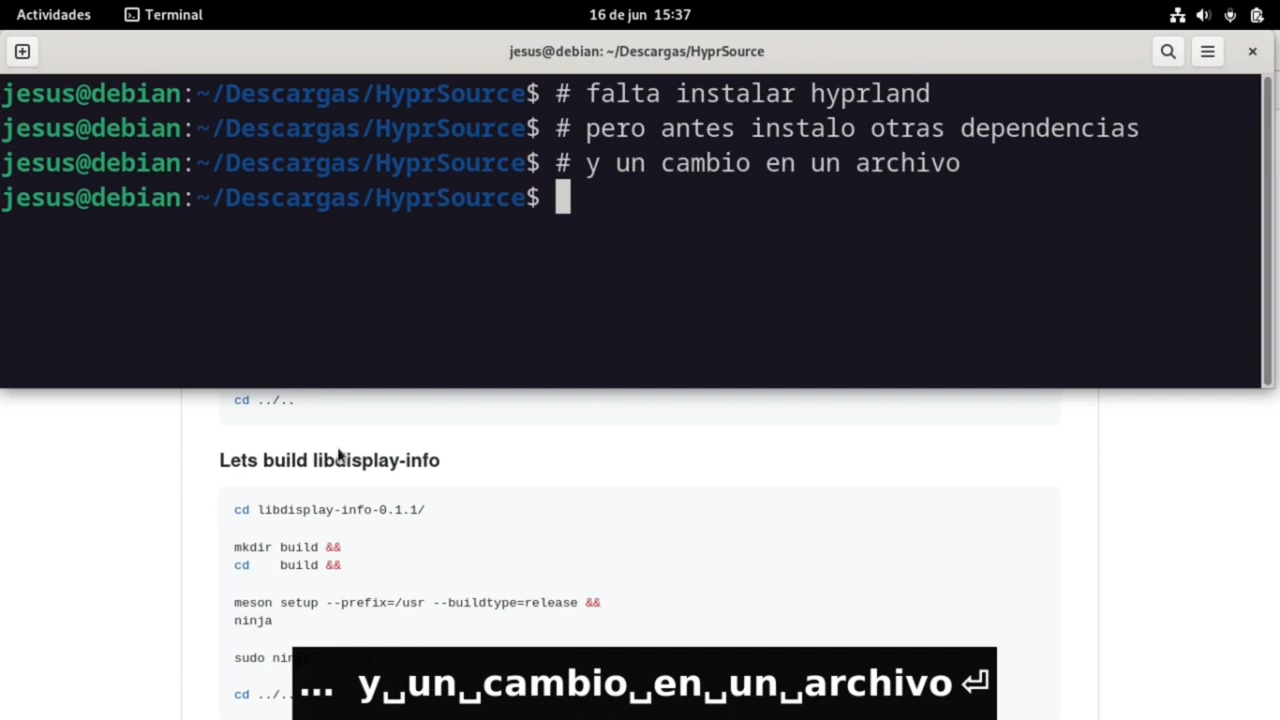 Actividades Terminal 16 de jun 15:37
jesus@debian: ~/Descargas/HyprSource
jesus@debian:~/Descargas/HyprSource$ # falta instalar hyprland
jesus@debian:~/Descargas/HyprSource$ # pero antes instalo otras dependencias
jesus@debian:~/Descargas/HyprSource$ # y un cambio en un archivo
jesus@debian:~/Descargas/HyprSource$
cd ../..
Lets build libdisplay-info
cd libdisplay-info-0.1.1/
mkdir build &&
cd    build &&
meson setup --prefix=/usr --buildtype=release &&
ninja
sudo
cd ../..
... y␣un␣cambio␣en␣un␣archivo⏎